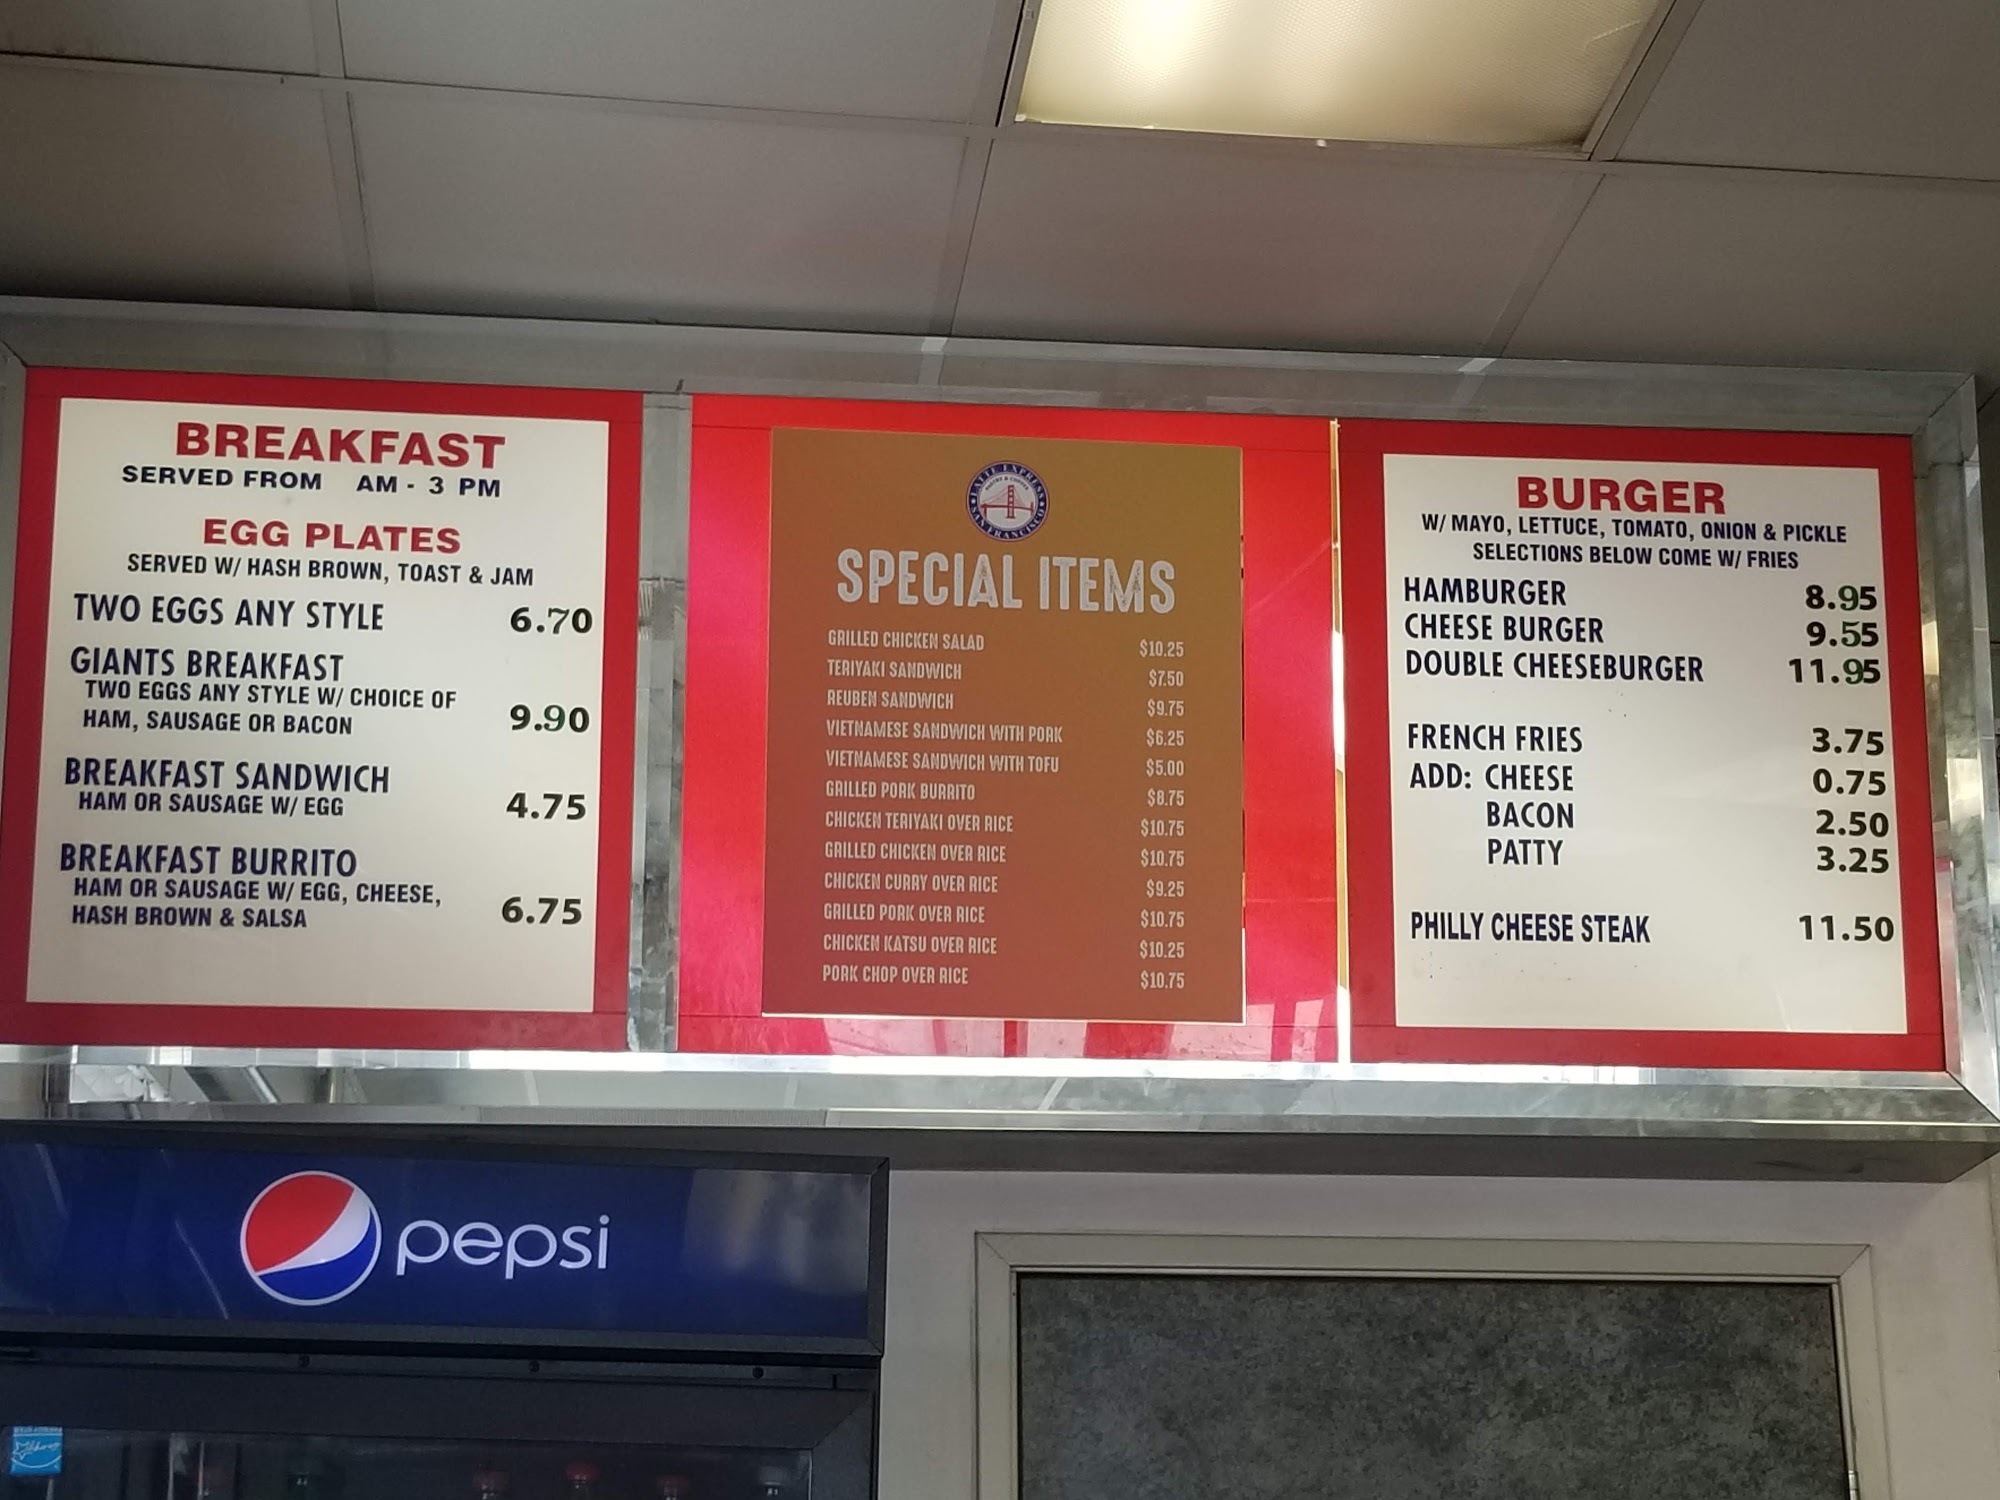 BREAKFAST
SERVED FROM AM - 3 PM
EGG PLATES
SERVED W/ HASH BROWN, TOAST & JAM
TWO EGGS ANY STYLE 6.70
GIANTS BREAKFAST
TWO EGGS ANY STYLE W/ CHOICE OF
HAM, SAUSAGE OR BACON 9.90
BREAKFAST SANDWICH
HAM OR SAUSAGE W/ EGG 4.75
BREAKFAST BURRITO
HAM OR SAUSAGE W/ EGG, CHEESE,
HASH BROWN & SALSA 6.75
LATTE EXPRESS
SAN FRANCISCO
SPECIAL ITEMS
GRILLED CHICKEN SALAD $10.25
TERIYAKI SANDWICH $7.50
REUBEN SANDWICH $9.75
VIETNAMESE SANDWICH WITH PORK $6.25
VIETNAMESE SANDWICH WITH TOFU $5.00
GRILLED PORK BURRITO $8.75
CHICKEN TERIYAKI OVER RICE $10.75
GRILLED CHICKEN OVER RICE $10.75
CHICKEN CURRY OVER RICE $9.25
GRILLED PORK OVER RICE $10.75
CHICKEN KATSU OVER RICE $10.25
PORK CHOP OVER RICE $10.75
BURGER
W/ MAYO, LETTUCE, TOMATO, ONION & PICKLE
SELECTIONS BELOW COME W/ FRIES
HAMBURGER 8.95
CHEESE BURGER 9.55
DOUBLE CHEESEBURGER 11.95
FRENCH FRIES 3.75
ADD: CHEESE 0.75
BACON 2.50
PATTY 3.25
PHILLY CHEESE STEAK 11.50
pepsi